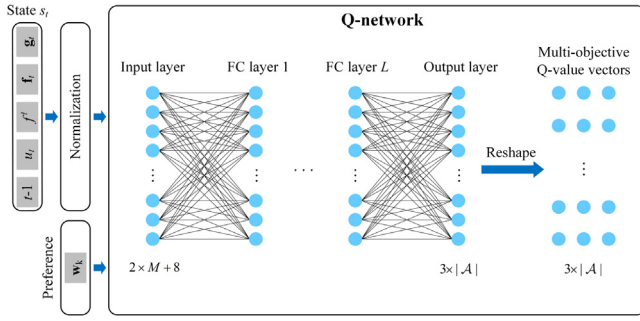 State s_t
Q-network
g_t
f_t
f^t
u_t
t-1
Normalization
Input layer
FC layer 1
FC layer L
Output layer
Multi-objective
Q-value vectors
...
Reshape
Preference
w_k
2 × M + 8
3×| 𝒜 |
3×| 𝒜 |